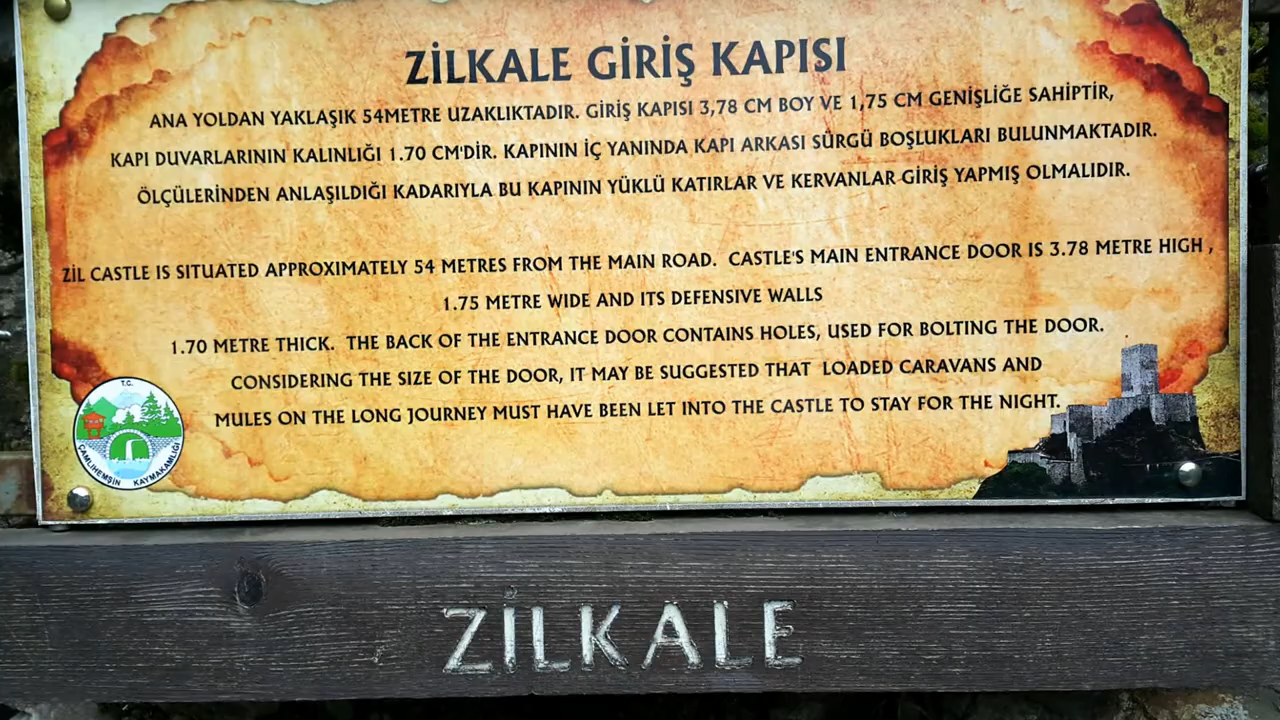 ZİLKALE GİRİŞ KAPISI
ANA YOLDAN YAKLAŞIK 54METRE UZAKLIKTADIR. GİRİŞ KAPISI 3,78 CM BOY VE 1,75 CM GENİŞLİĞE SAHİPTİR,
KAPI DUVARLARININ KALINLIĞI 1.70 CM'DİR. KAPININ İÇ YANINDA KAPI ARKASI SÜRGÜ BOŞLUKLARI BULUNMAKTADIR.
ÖLÇÜLERİNDEN ANLAŞILDIĞI KADARIYLA BU KAPININ YÜKLÜ KATIRLAR VE KERVANLAR GİRİŞ YAPMIŞ OLMALIDIR.
ZİL CASTLE IS SITUATED APPROXIMATELY 54 METRES FROM THE MAIN ROAD. CASTLE'S MAIN ENTRANCE DOOR IS 3.78 METRE HIGH ,
1.75 METRE WIDE AND ITS DEFENSIVE WALLS
1.70 METRE THICK. THE BACK OF THE ENTRANCE DOOR CONTAINS HOLES, USED FOR BOLTING THE DOOR.
CONSIDERING THE SIZE OF THE DOOR, IT MAY BE SUGGESTED THAT LOADED CARAVANS AND
MULES ON THE LONG JOURNEY MUST HAVE BEEN LET INTO THE CASTLE TO STAY FOR THE NIGHT.
T.C.
ÇAMLIHEMŞİN KAYMAKAMLIĞI
ZİLKALE